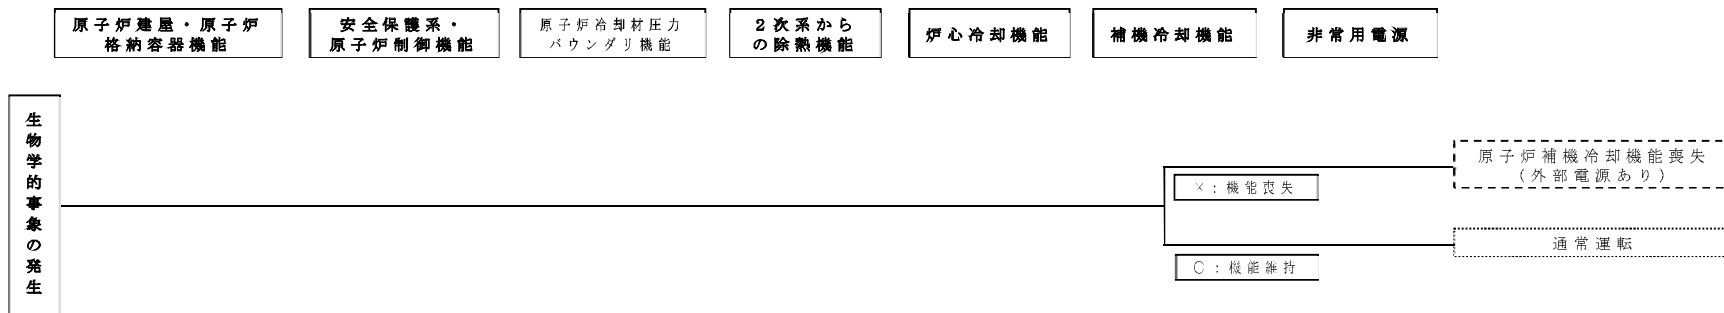 原子炉建屋・原子炉
格納容器機能
安全保護系・
原子炉制御機能
原子炉冷却材圧力
バウンダリ機能
2次系から
の除熱機能
炉心冷却機能
補機冷却機能
非常用電源
生物学的事象の発生
×：機能喪失
○：機能維持
原子炉補機冷却機能喪失
（外部電源あり）
通常運転